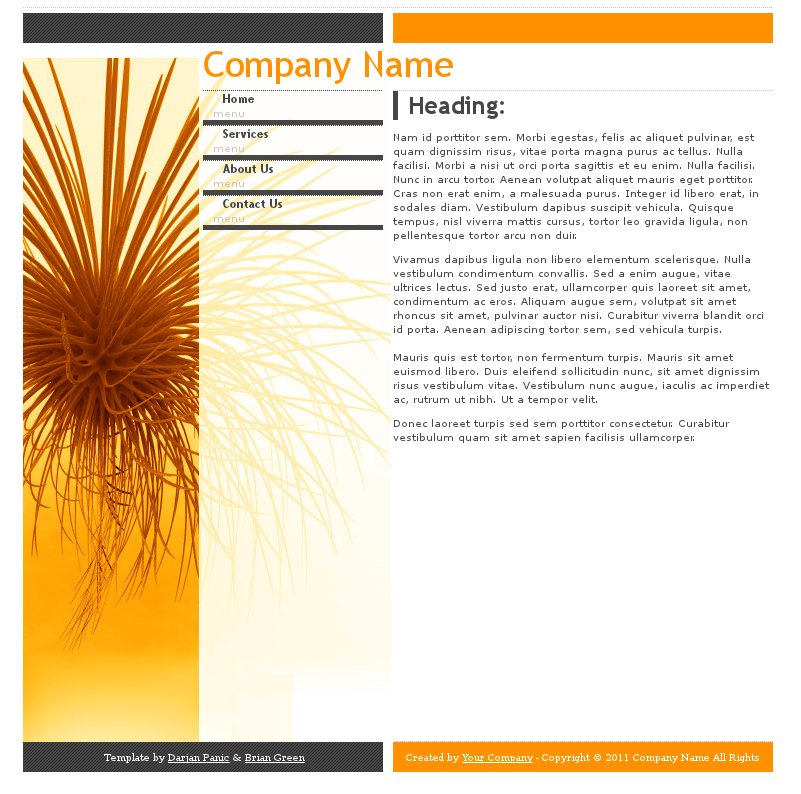 Company Name
Home
menu
Services
menu
About Us
menu
Contact Us
menu
Heading:
Nam id porttitor sem. Morbi egestas, felis ac aliquet pulvinar, est
quam dignissim risus, vitae porta magna purus ac tellus. Nulla
facilisi. Morbi a nisi ut orci porta sagittis et eu enim. Nulla facilisi.
Nunc in arcu tortor. Aenean volutpat aliquet mauris eget porttitor.
Cras non erat enim, a malesuada purus. Integer id libero erat, in
sodales diam. Vestibulum dapibus suscipit vehicula. Quisque
tempus, nisl viverra mattis cursus, tortor leo gravida ligula, non
pellentesque tortor arcu non dui.
Vivamus dapibus ligula non libero elementum scelerisque. Nulla
vestibulum condimentum convallis. Sed a enim augue, vitae
ultrices lectus. Sed justo erat, ullamcorper quis laoreet sit amet,
condimentum ac eros. Aliquam augue sem, volutpat sit amet
rhoncus sit amet, pulvinar auctor nisi. Curabitur viverra blandit orci
id porta. Aenean adipiscing tortor sem, sed vehicula turpis.
Mauris quis est tortor, non fermentum turpis. Mauris sit amet
euismod libero. Duis eleifend sollicitudin nunc, sit amet dignissim
risus vestibulum vitae. Vestibulum nunc augue, iaculis ac imperdiet
ac, rutrum ut nibh. Ut a tempor velit.
Donec laoreet turpis sed sem porttitor consectetur. Curabitur
vestibulum quam sit amet sapien facilisis ullamcorper.
Template by Darjan Panic & Brian Green
Created by Your Company - Copyright © 2011 Company Name All Rights